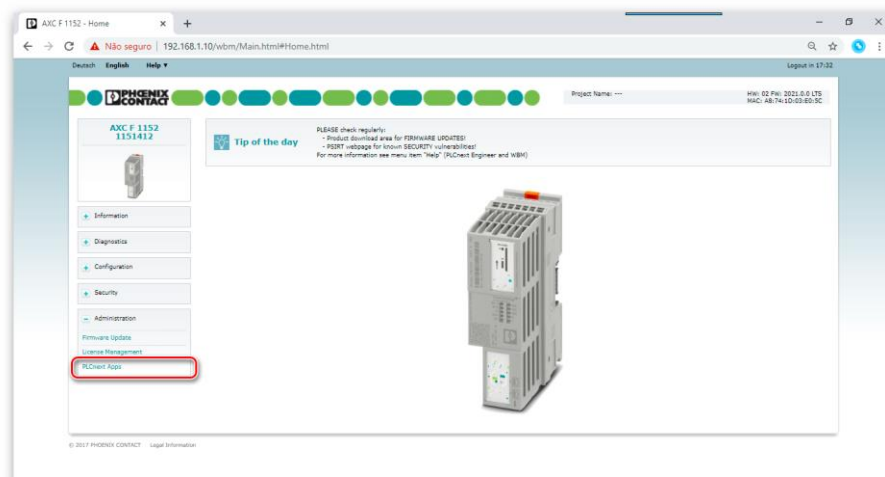 AXC F 1152 - Home
Não seguro | 192.168.1.10/wbm/Main.html#Home.html
Deutsch English Help ▼
Logout in 17:32
PHŒNIX
CONTACT
Project Name: ---
HW: 02 FW: 2021.0.0 LTS
MAC: A8:74:1D:03:E0:5C
AXC F 1152
1151412
Tip of the day
PLEASE check regularly:
- Product download area for FIRMWARE UPDATES!
- PSIRT webpage for known SECURITY vulnerabilities!
For more information see menu item "Help" (PLCnext Engineer and WBM)
+ Information
+ Diagnostics
+ Configuration
+ Security
− Administration
Firmware Update
License Management
PLCnext Apps
© 2017 PHOENIX CONTACT Legal Information